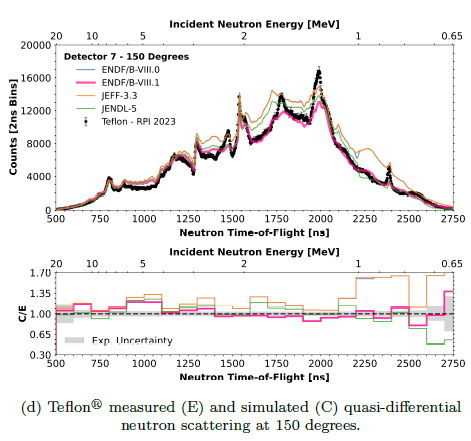 Incident Neutron Energy [MeV]
20 10 5 2 1 0.65
Detector 7 - 150 Degrees
ENDF/B-VIII.0
ENDF/B-VIII.1
JEFF-3.3
JENDL-5
Teflon - RPI 2023
Counts [2ns Bins]
20000
16000
12000
8000
4000
0
500 750 1000 1250 1500 1750 2000 2250 2500 2750
Neutron Time-of-Flight [ns]
Incident Neutron Energy [MeV]
20 10 5 2 1 0.65
C/E
1.70
1.35
1.00
0.65
0.30
Exp. Uncertainty
500 750 1000 1250 1500 1750 2000 2250 2500 2750
Neutron Time-of-Flight [ns]
(d) Teflon® measured (E) and simulated (C) quasi-differential
neutron scattering at 150 degrees.